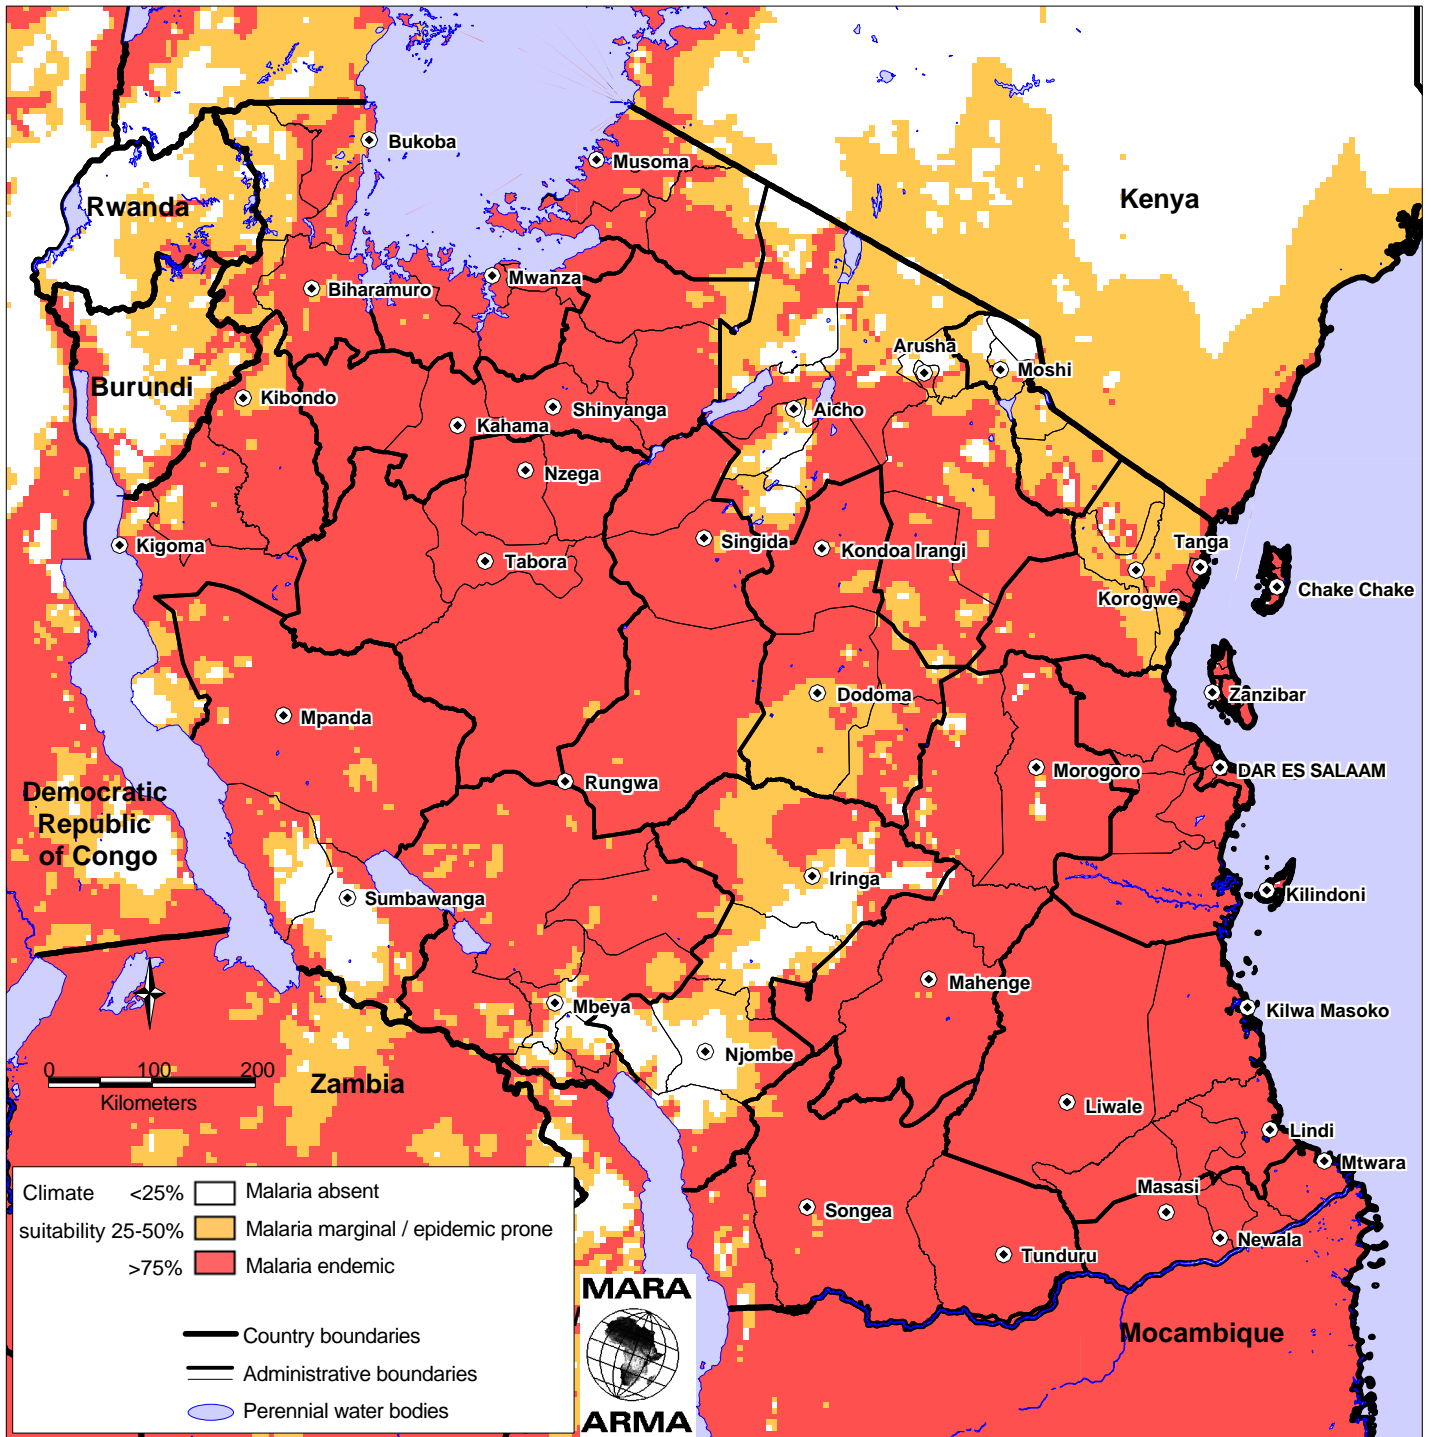 Bukoba
Musoma
Rwanda
Kenya
Mwanza
Biharamuro
Arusha
Moshi
Burundi
Kibondo
Shinyanga
Aicho
Kahama
Nzega
Kigoma
Tabora
Singida
Kondoa Irangi
Tanga
Korogwe
Chake Chake
Mpanda
Dodoma
Zanzibar
Rungwa
Morogoro
DAR ES SALAAM
Democratic
Republic
of Congo
Iringa
Sumbawanga
Kilindoni
Mahenge
Mbeya
Kilwa Masoko
Njombe
0 100 200
Kilometers
Zambia
Liwale
Lindi
Mtwara
Masasi
Songea
Newala
Tunduru
Mocambique
Climate <25% Malaria absent
suitability 25-50% Malaria marginal / epidemic prone
>75% Malaria endemic
Country boundaries
Administrative boundaries
Perennial water bodies
MARA
ARMA